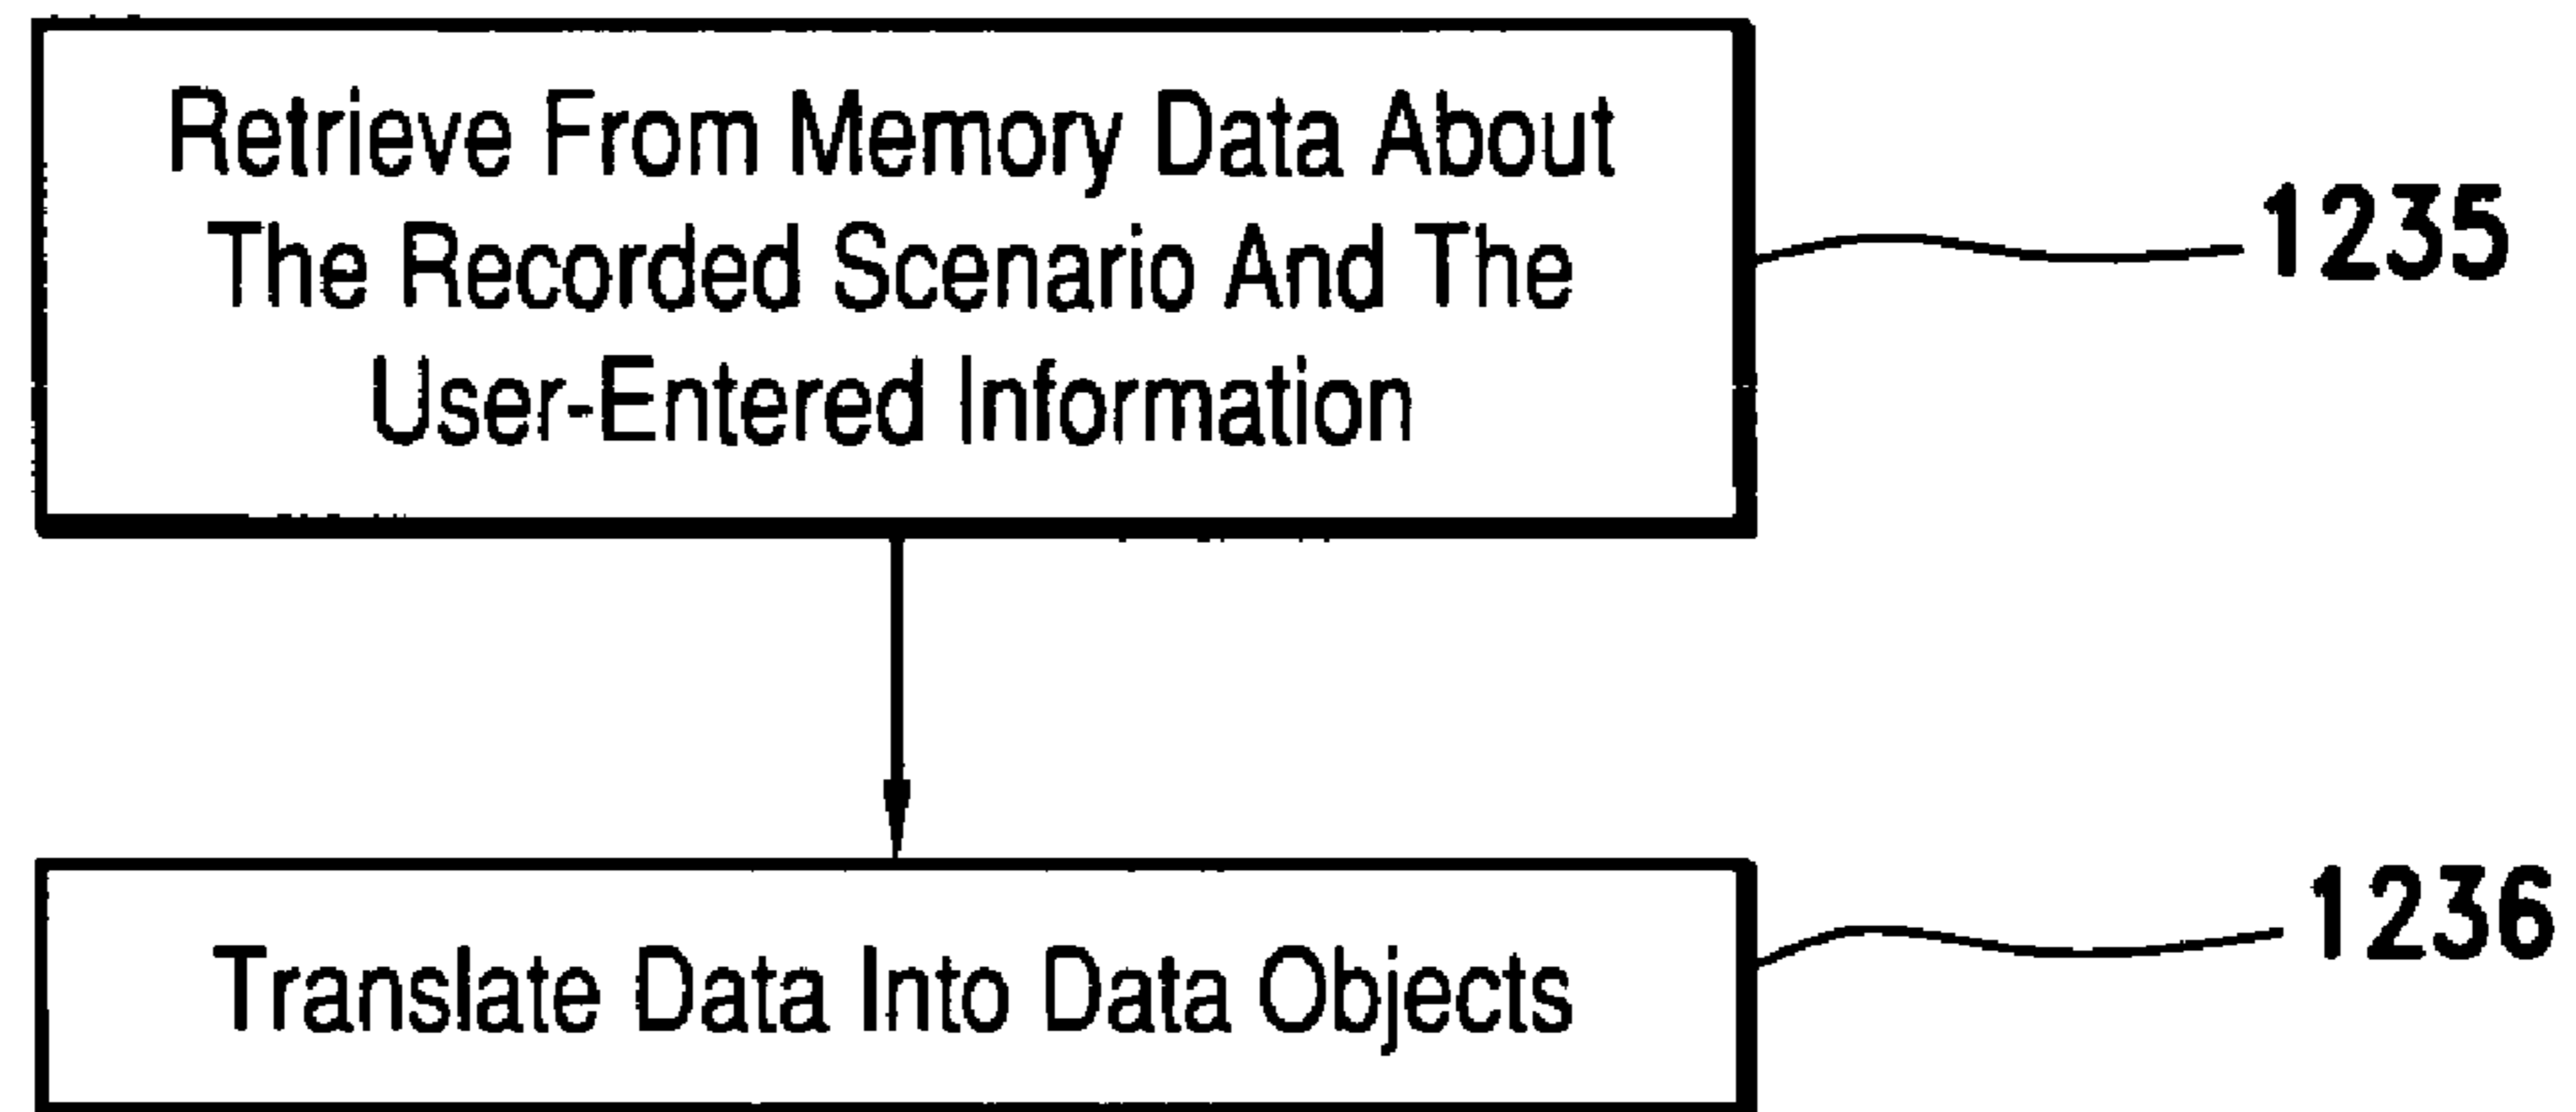 Retrieve From Memory Data About
The Recorded Scenario And The
User-Entered Information
1235
Translate Data Into Data Objects
1236